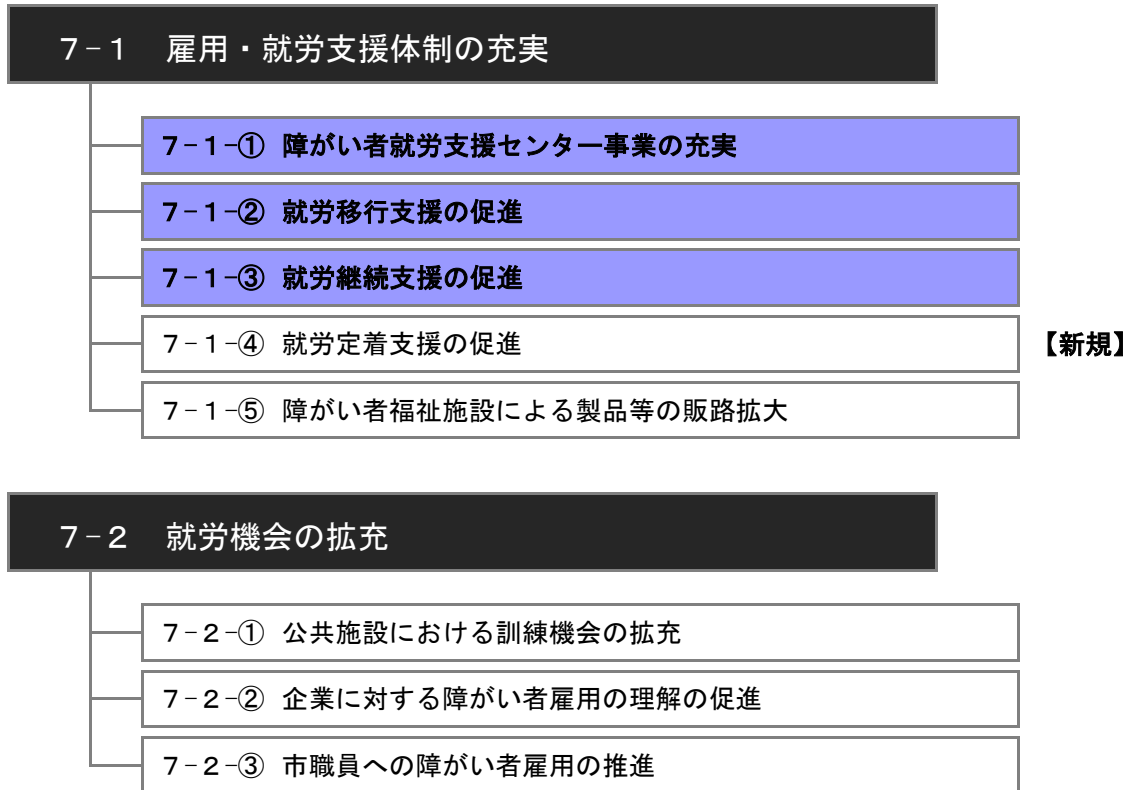 ７－１　雇用・就労支援体制の充実
７－１－① 障がい者就労支援センター事業の充実
７－１－② 就労移行支援の促進
７－１－③ 就労継続支援の促進
７－１－④ 就労定着支援の促進 【新規】
７－１－⑤ 障がい者福祉施設による製品等の販路拡大
７－２　就労機会の拡充
７－２－① 公共施設における訓練機会の拡充
７－２－② 企業に対する障がい者雇用の理解の促進
７－２－③ 市職員への障がい者雇用の推進